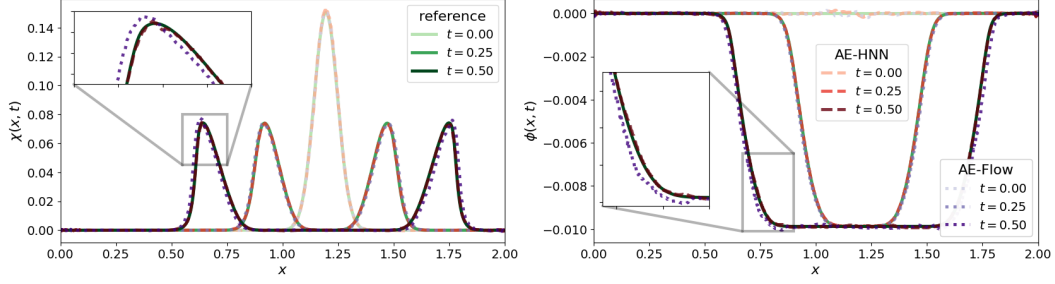 reference
t = 0.00
t = 0.25
t = 0.50
χ(x, t)
0.14
0.12
0.10
0.08
0.06
0.04
0.02
0.00
0.00 0.25 0.50 0.75 1.00 1.25 1.50 1.75 2.00
x
ϕ(x, t)
0.000
−0.002
−0.004
−0.006
−0.008
−0.010
AE-HNN
t = 0.00
t = 0.25
t = 0.50
AE-Flow
t = 0.00
t = 0.25
t = 0.50
0.00 0.25 0.50 0.75 1.00 1.25 1.50 1.75 2.00
x